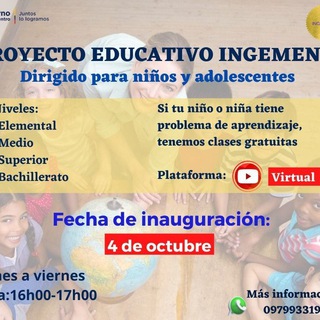 Juntos
lo logramos
PROYECTO EDUCATIVO INGEMEN
Dirigido para niños y adolescentes
Niveles:
Elemental
Medio
Superior
Bachillerato
Si tu niño o niña tiene
problema de aprendizaje,
tenemos clases gratuitas
Plataforma:
Virtual
Fecha de inauguración:
4 de octubre
nes a viernes
a:16h00-17h00
Más informac
097993319